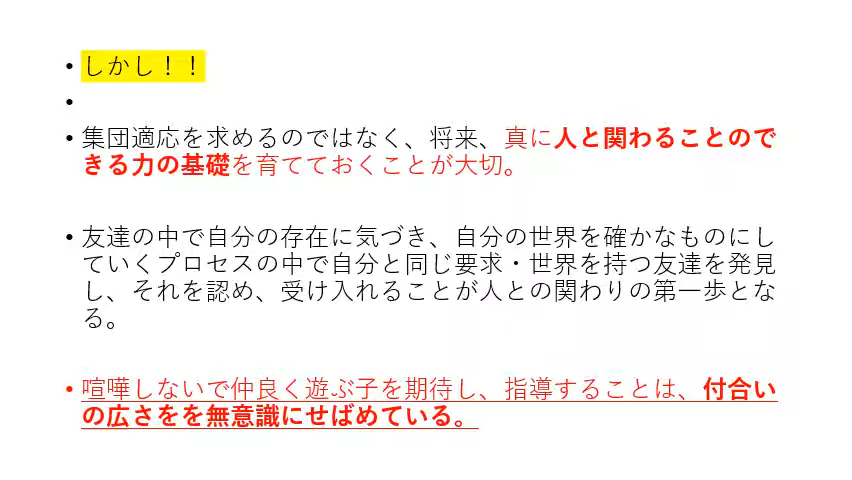 • しかし！！
•
• 集団適応を求めるのではなく、将来、真に人と関わることので
きる力の基礎を育てておくことが大切。
• 友達の中で自分の存在に気づき、自分の世界を確かなものにし
ていくプロセスの中で自分と同じ要求・世界を持つ友達を発見
し、それを認め、受け入れることが人との関わりの第一歩とな
る。
• 喧嘩しないで仲良く遊ぶ子を期待し、指導することは、付合い
の広さをを無意識にせばめている。